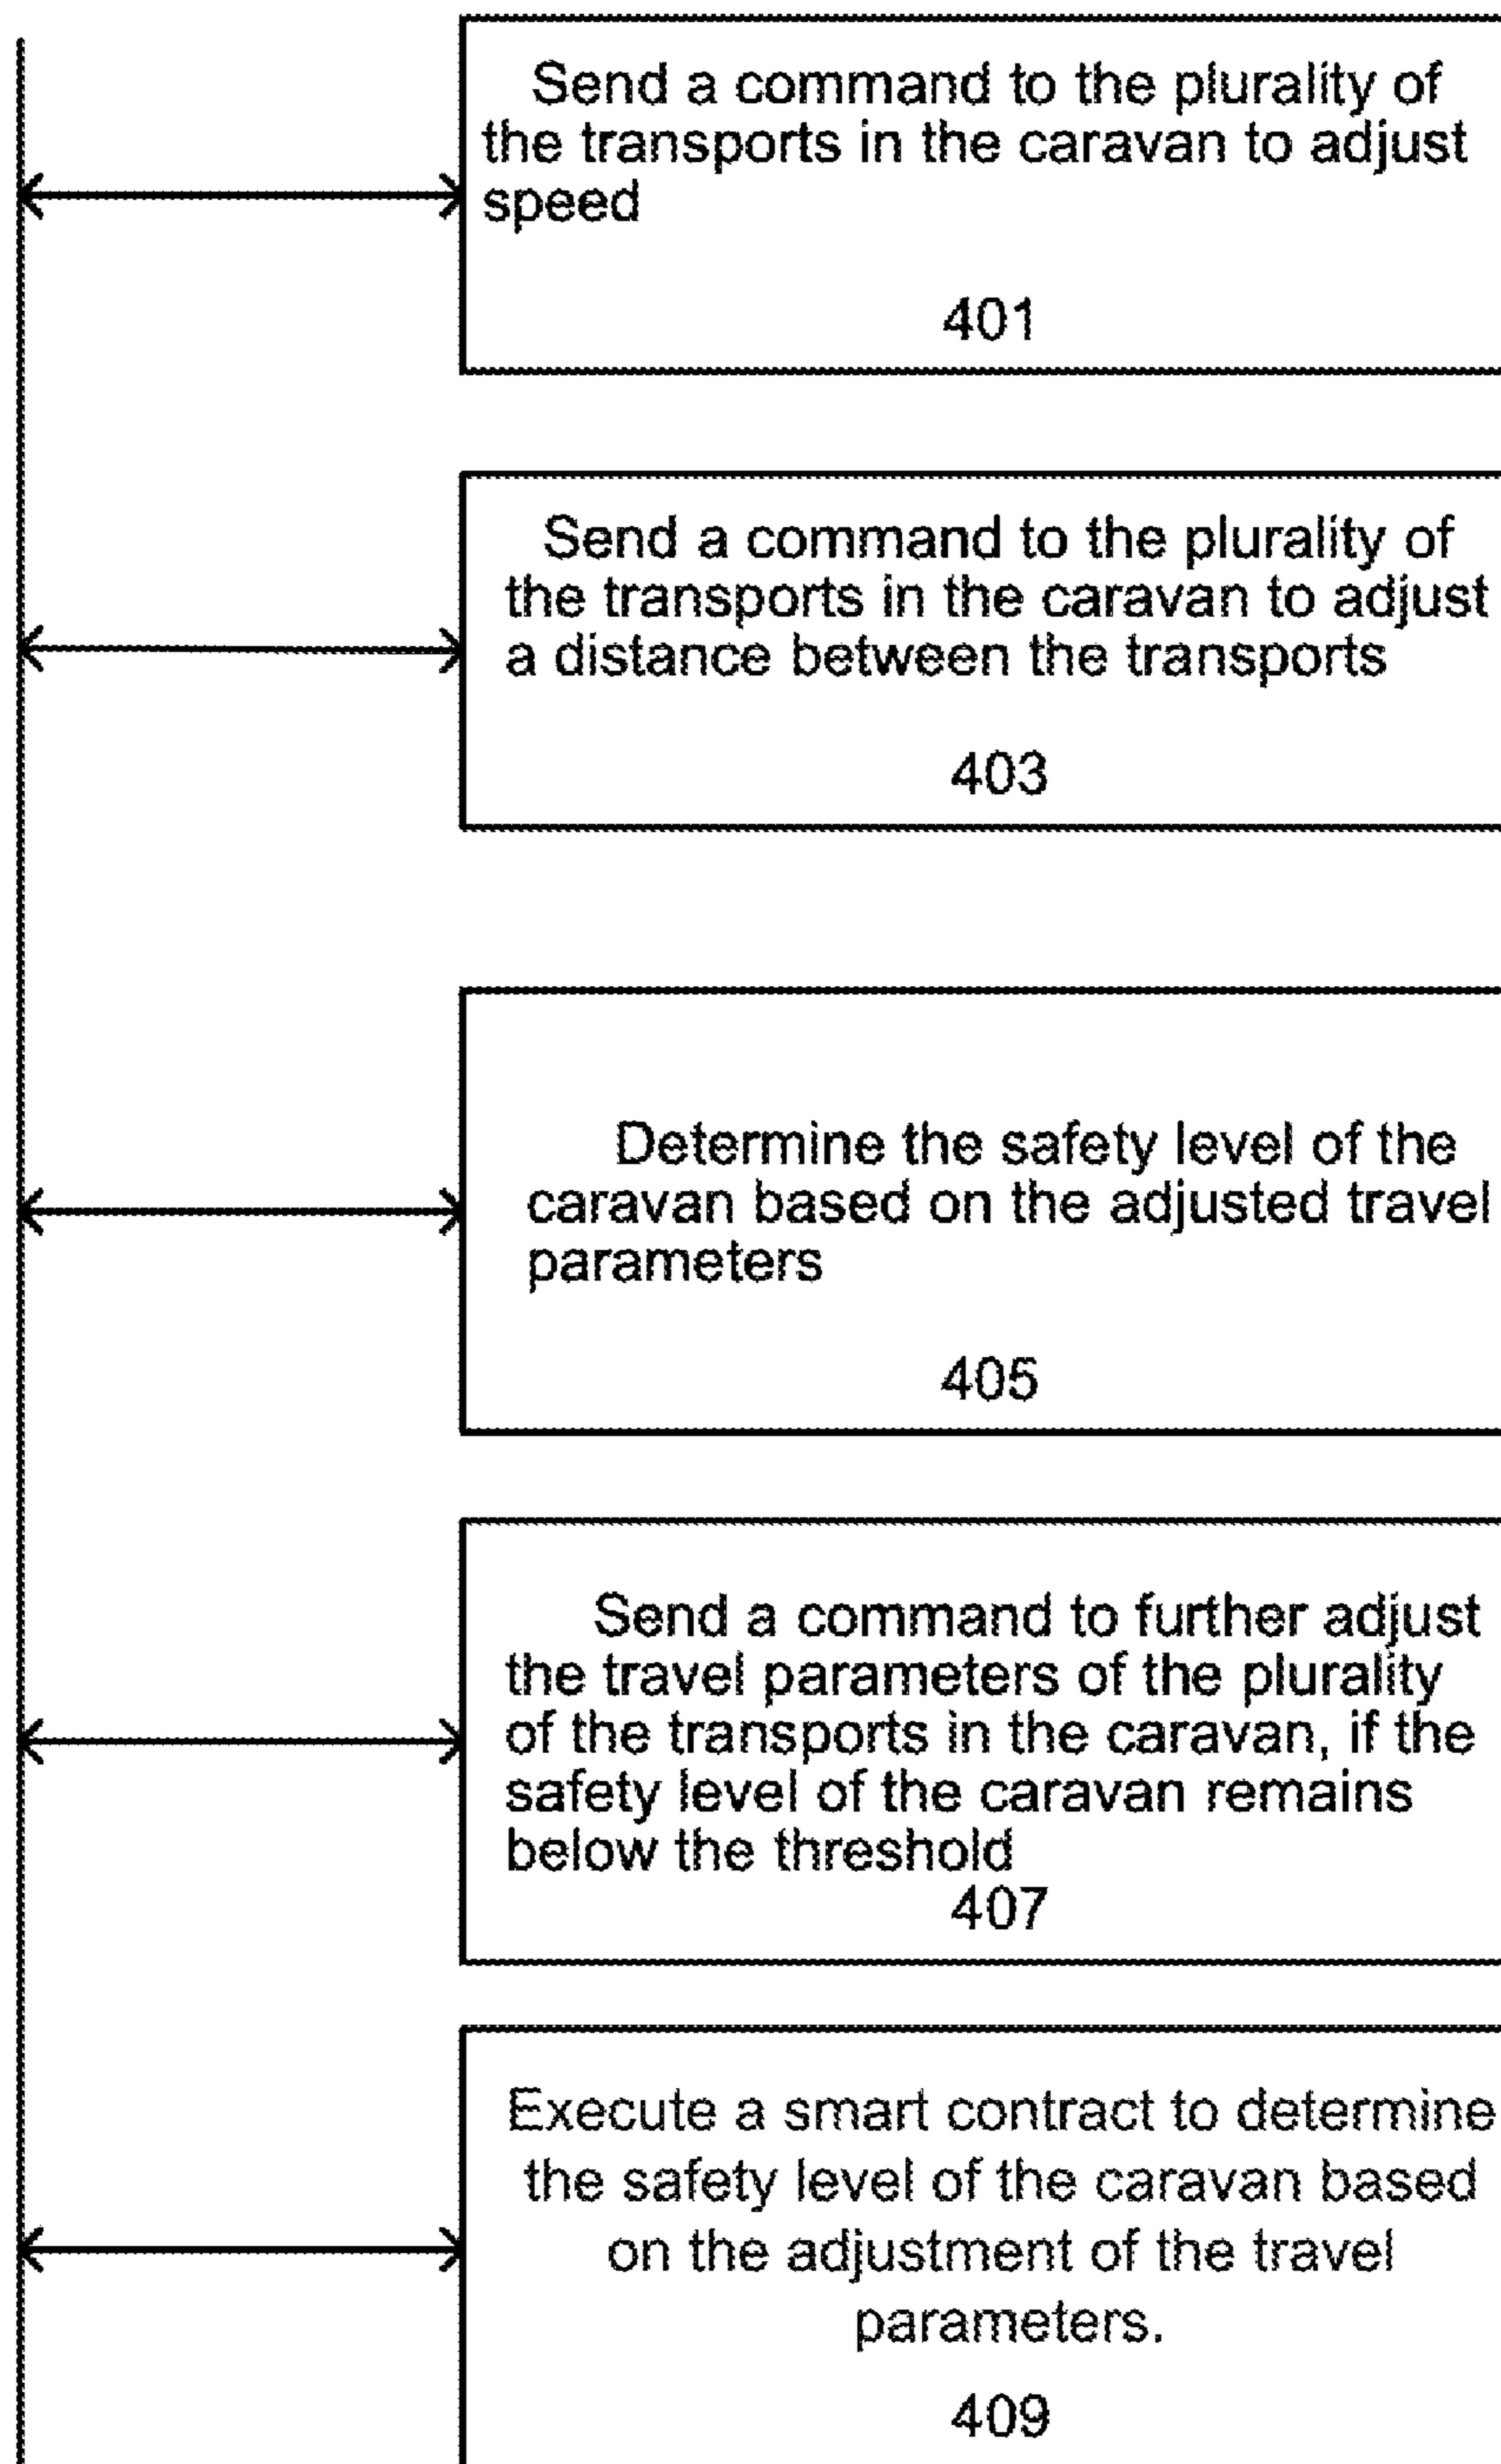 Send a command to the plurality of
the transports in the caravan to adjust
speed
401
Send a command to the plurality of
the transports in the caravan to adjust
a distance between the transports
403
Determine the safety level of the
caravan based on the adjusted travel
parameters
405
Send a command to further adjust
the travel parameters of the plurality
of the transports in the caravan, if the
safety level of the caravan remains
below the threshold
407
Execute a smart contract to determine
the safety level of the caravan based
on the adjustment of the travel
parameters.
409